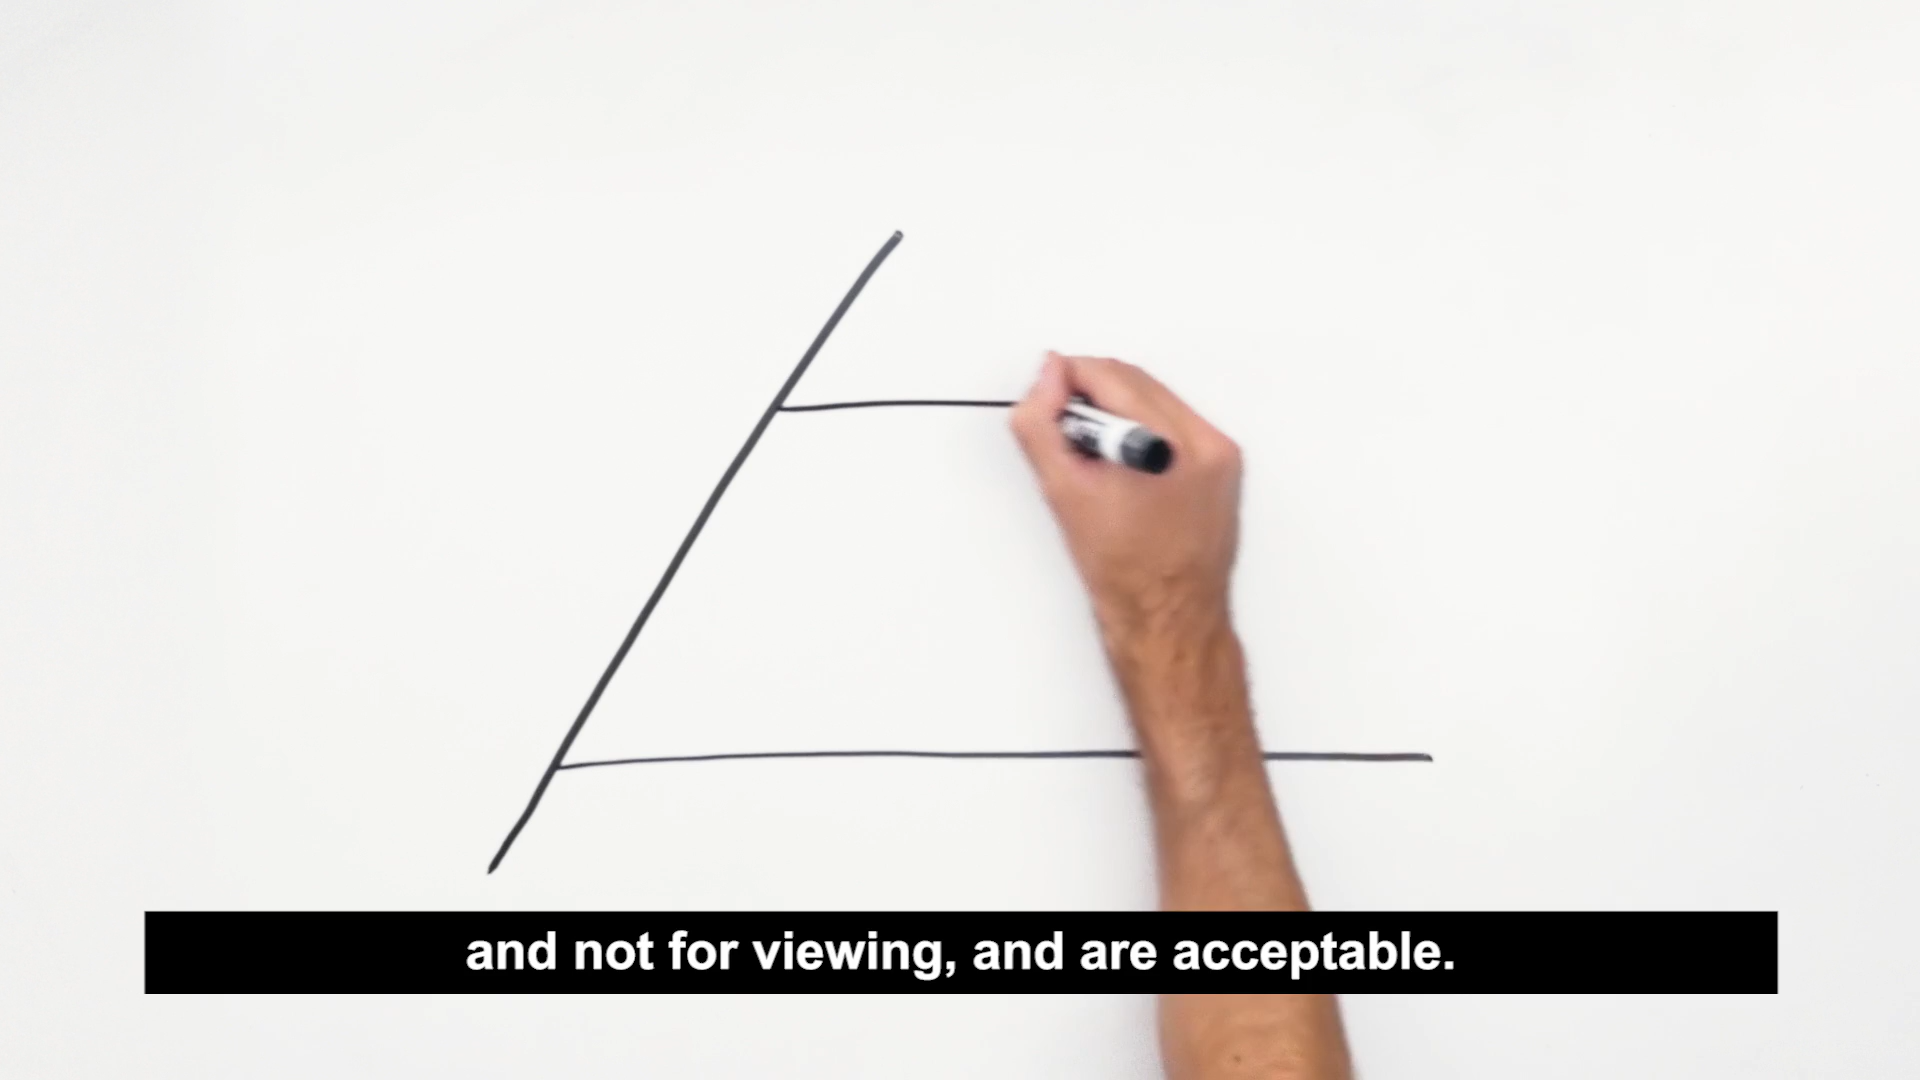 and not for viewing, and are acceptable.